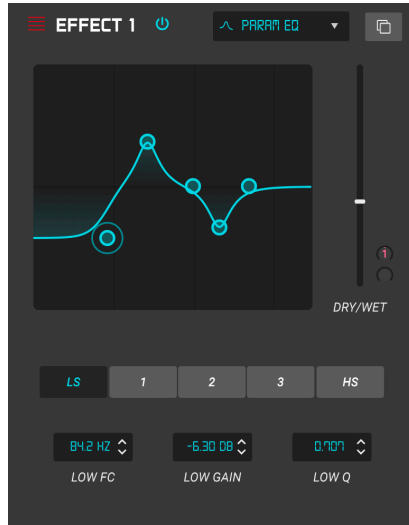 EFFECT 1
PARAM EQ
1
DRY/WET
LS 1 2 3 HS
84.2 HZ -6.30 DB 0.707
LOW FC LOW GAIN LOW Q